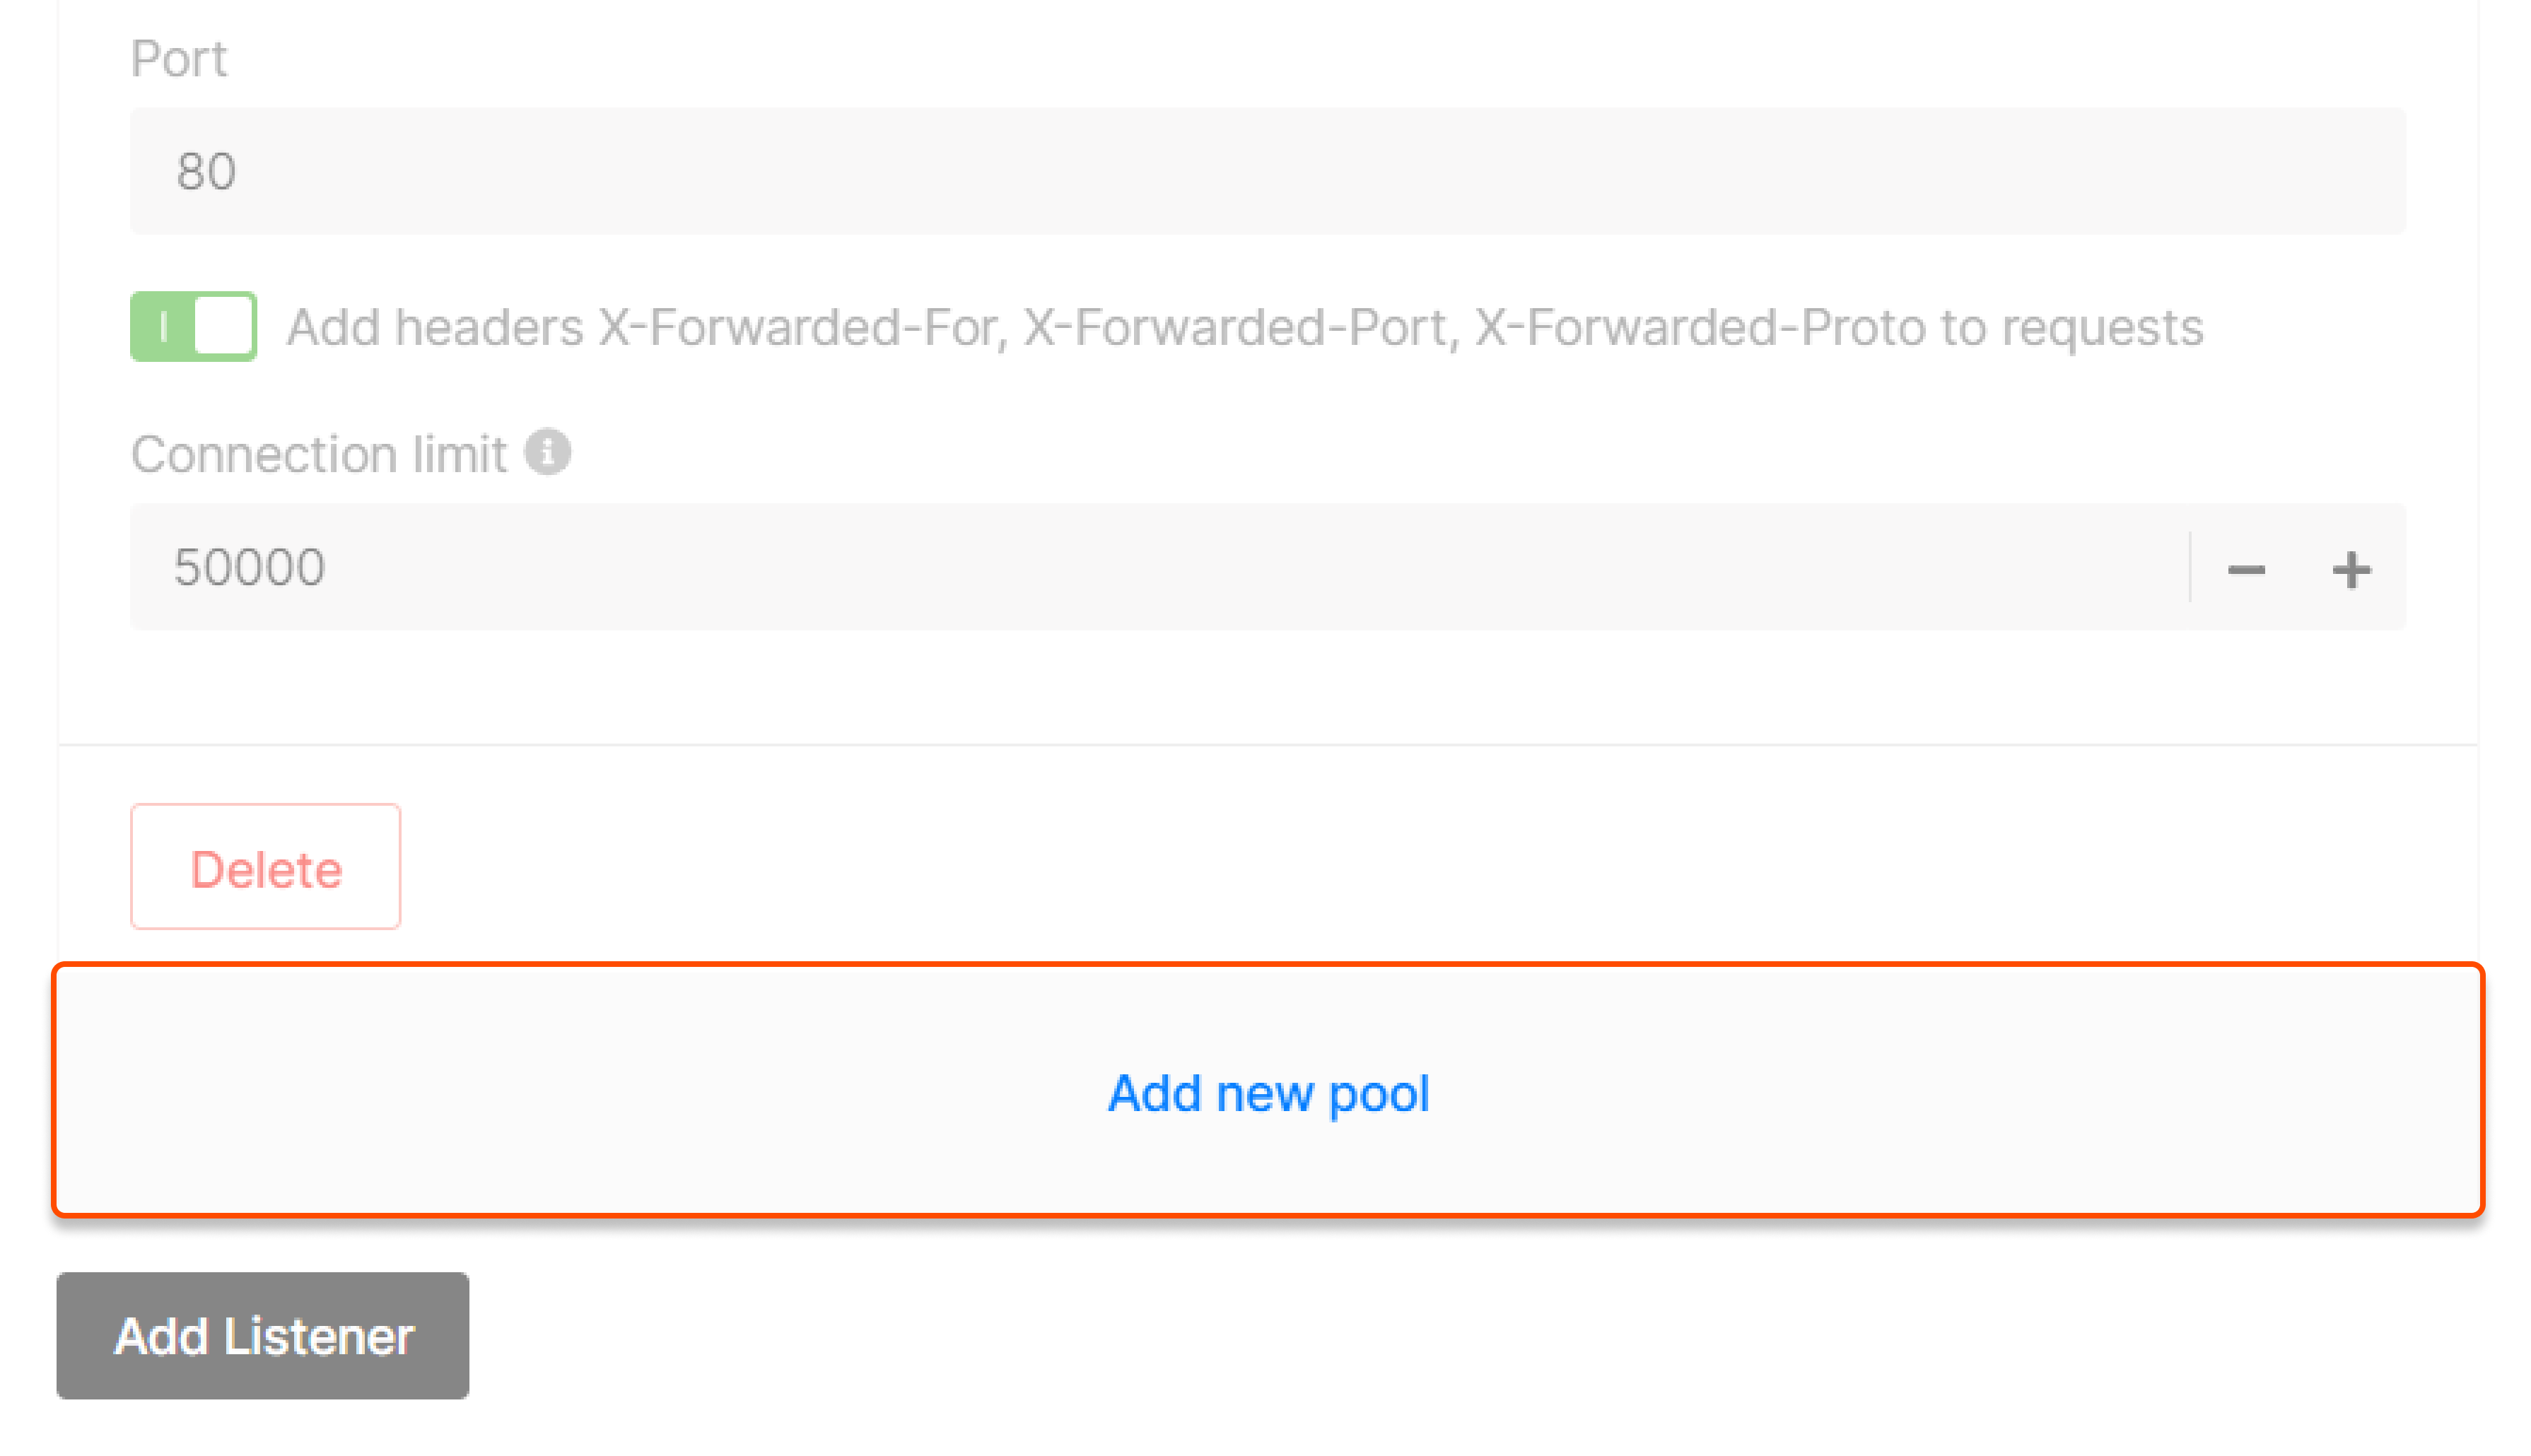 Port
80
Add headers X-Forwarded-For, X-Forwarded-Port, X-Forwarded-Proto to requests
Connection limit
50000
Delete
Add new pool
Add Listener